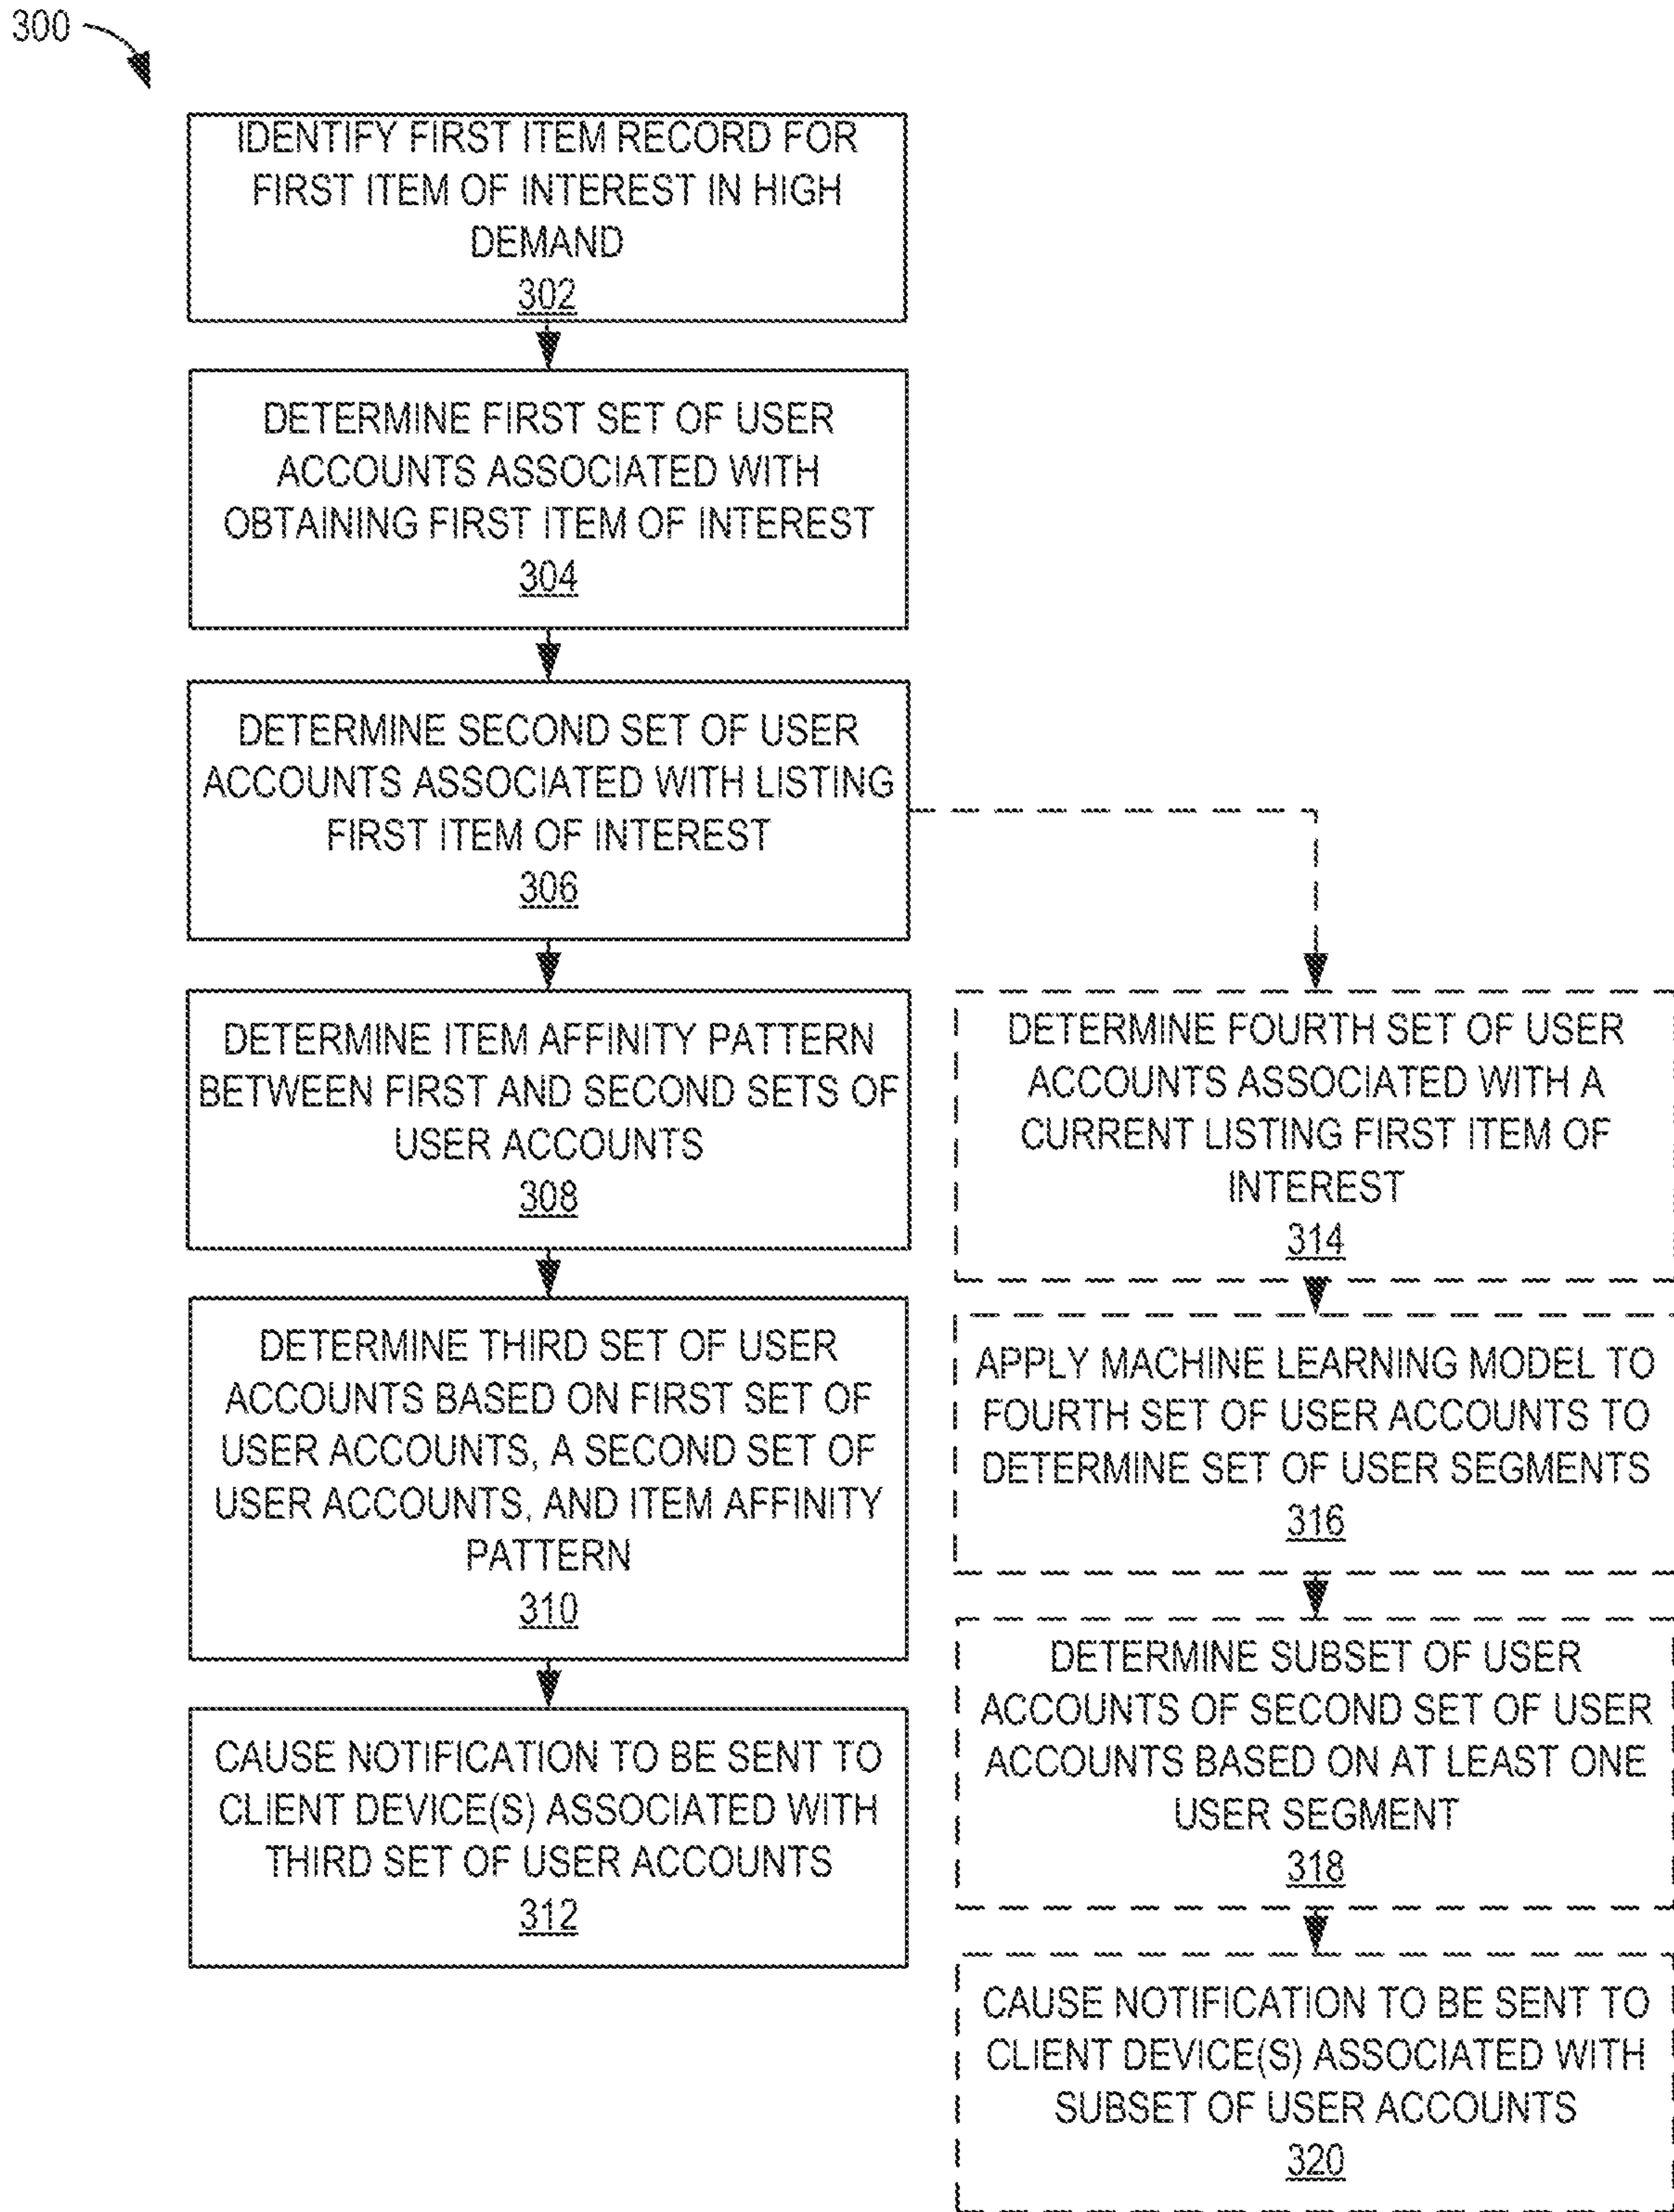 300
IDENTIFY FIRST ITEM RECORD FOR
FIRST ITEM OF INTEREST IN HIGH
DEMAND
302
DETERMINE FIRST SET OF USER
ACCOUNTS ASSOCIATED WITH
OBTAINING FIRST ITEM OF INTEREST
304
DETERMINE SECOND SET OF USER
ACCOUNTS ASSOCIATED WITH LISTING
FIRST ITEM OF INTEREST
306
DETERMINE ITEM AFFINITY PATTERN
BETWEEN FIRST AND SECOND SETS OF
USER ACCOUNTS
308
DETERMINE THIRD SET OF USER
ACCOUNTS BASED ON FIRST SET OF
USER ACCOUNTS, A SECOND SET OF
USER ACCOUNTS, AND ITEM AFFINITY
PATTERN
310
CAUSE NOTIFICATION TO BE SENT TO
CLIENT DEVICE(S) ASSOCIATED WITH
THIRD SET OF USER ACCOUNTS
312
DETERMINE FOURTH SET OF USER
ACCOUNTS ASSOCIATED WITH A
CURRENT LISTING FIRST ITEM OF
INTEREST
314
APPLY MACHINE LEARNING MODEL TO
FOURTH SET OF USER ACCOUNTS TO
DETERMINE SET OF USER SEGMENTS
316
DETERMINE SUBSET OF USER
ACCOUNTS OF SECOND SET OF USER
ACCOUNTS BASED ON AT LEAST ONE
USER SEGMENT
318
CAUSE NOTIFICATION TO BE SENT TO
CLIENT DEVICE(S) ASSOCIATED WITH
SUBSET OF USER ACCOUNTS
320